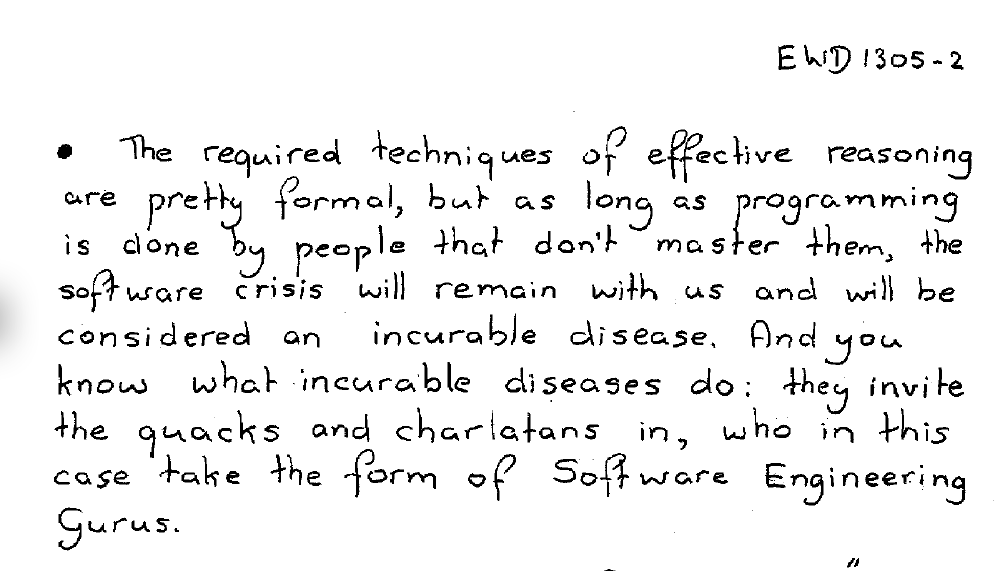 EWD1305-2
• The required techniques of effective reasoning
are pretty formal, but as long as programming
is done by people that don't master them, the
software crisis will remain with us and will be
considered an incurable disease. And you
know what incurable diseases do: they invite
the quacks and charlatans in, who in this
case take the form of Software Engineering
Gurus.